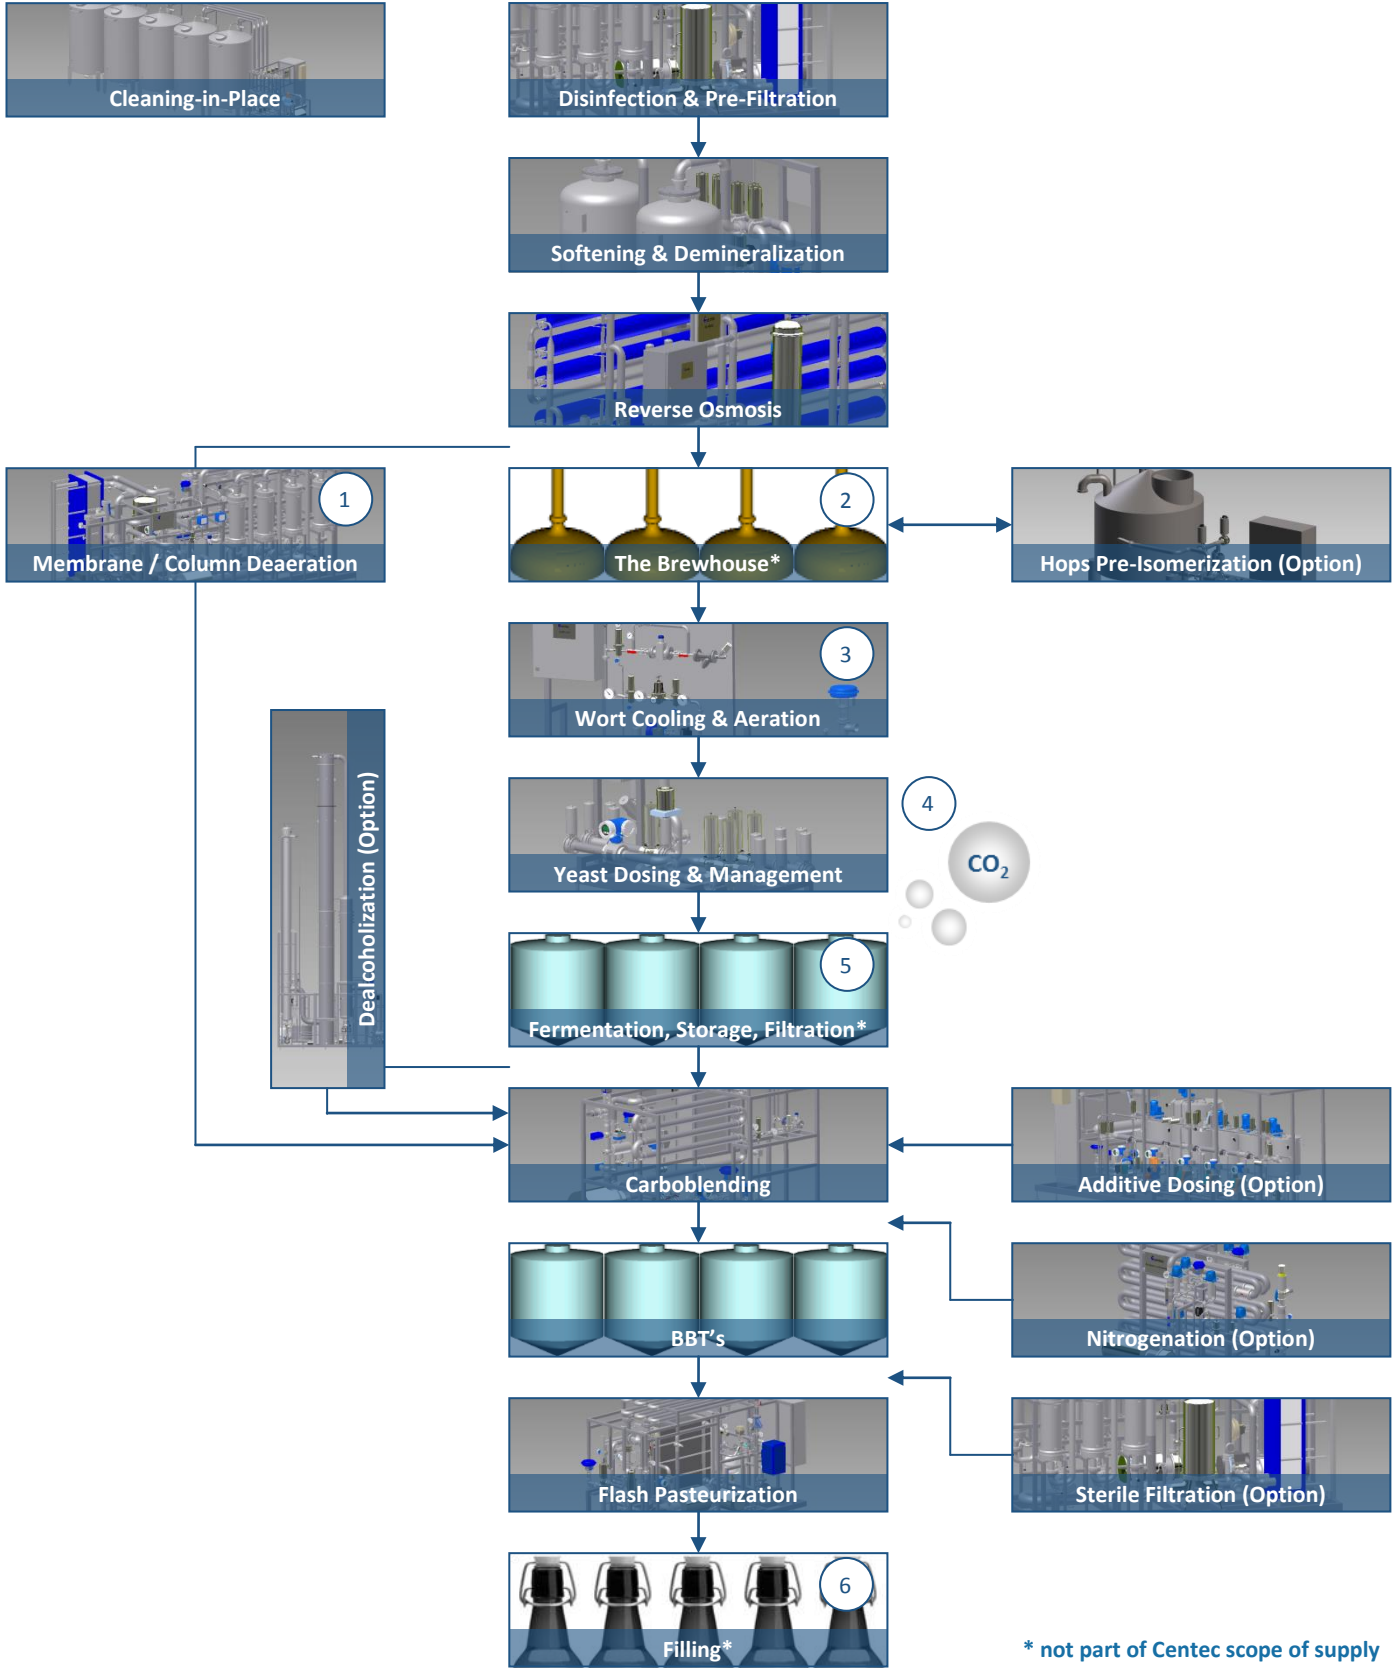 Cleaning-in-Place
Disinfection & Pre-Filtration
Softening & Demineralization
Reverse Osmosis
1
Membrane / Column Deaeration
2
The Brewhouse*
Hops Pre-Isomerization (Option)
3
Wort Cooling & Aeration
Dealcoholization (Option)
4
CO₂
Yeast Dosing & Management
5
Fermentation, Storage, Filtration*
Carboblending
Additive Dosing (Option)
BBT's
Nitrogenation (Option)
Flash Pasteurization
Sterile Filtration (Option)
6
Filling*
* not part of Centec scope of supply